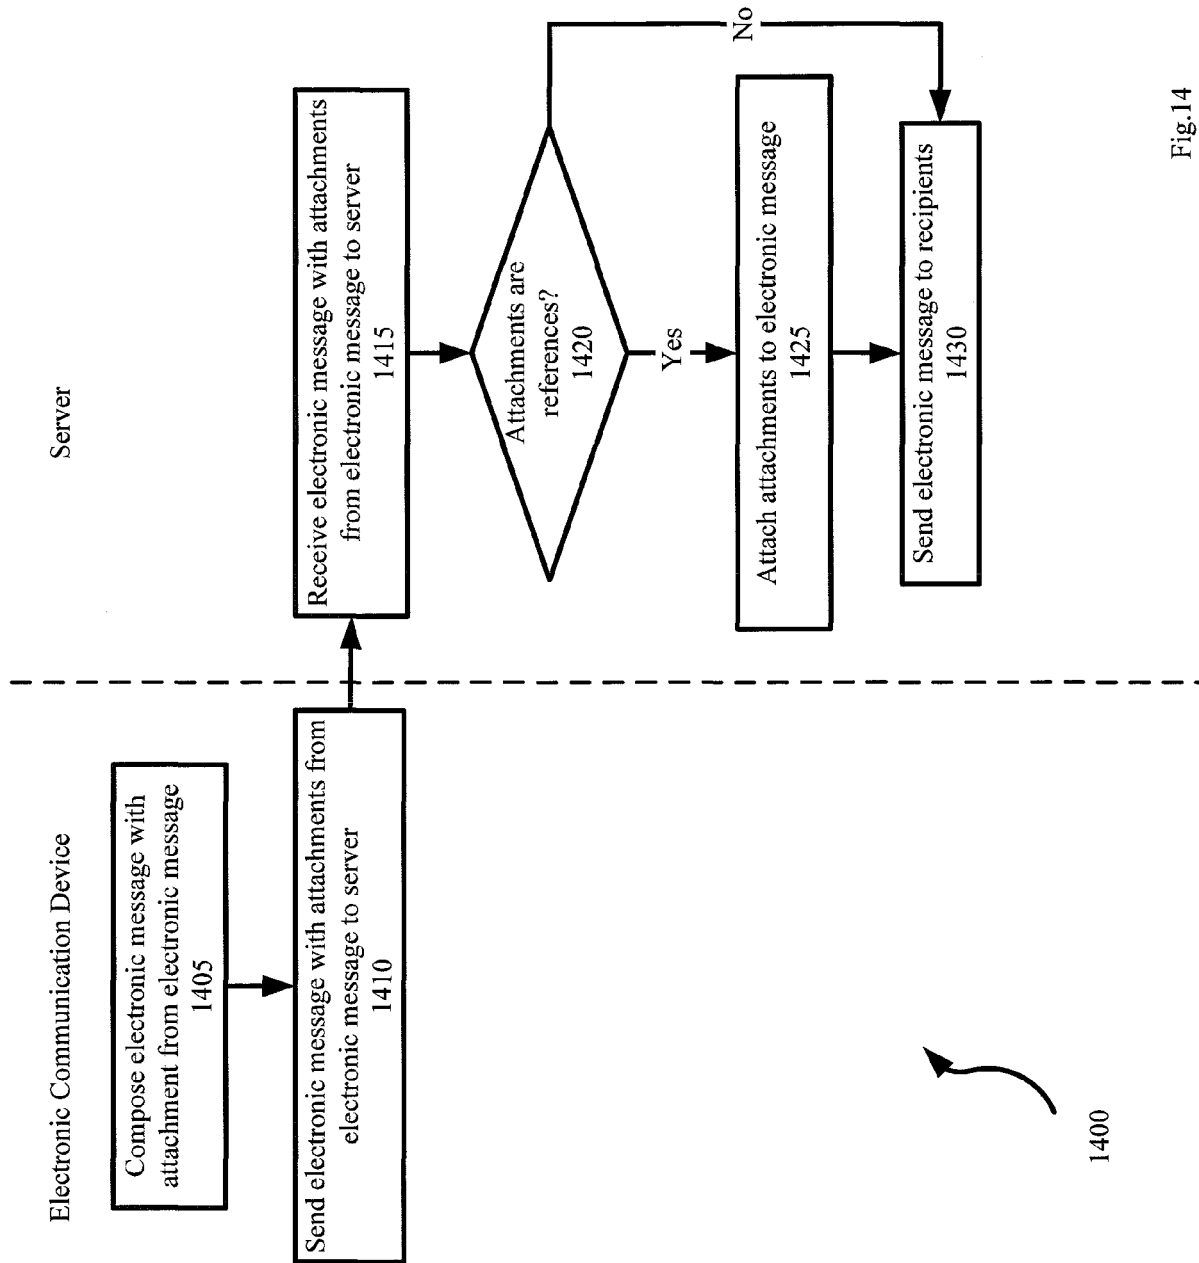 Electronic Communication Device
Compose electronic message with
attachment from electronic message
1405
Send electronic message with attachments from
electronic message to server
1410
Server
Receive electronic message with attachments
from electronic message to server
1415
Attachments are
references?
1420
Yes
No
Attach attachments to electronic message
1425
Send electronic message to recipients
1430
1400
Fig.14